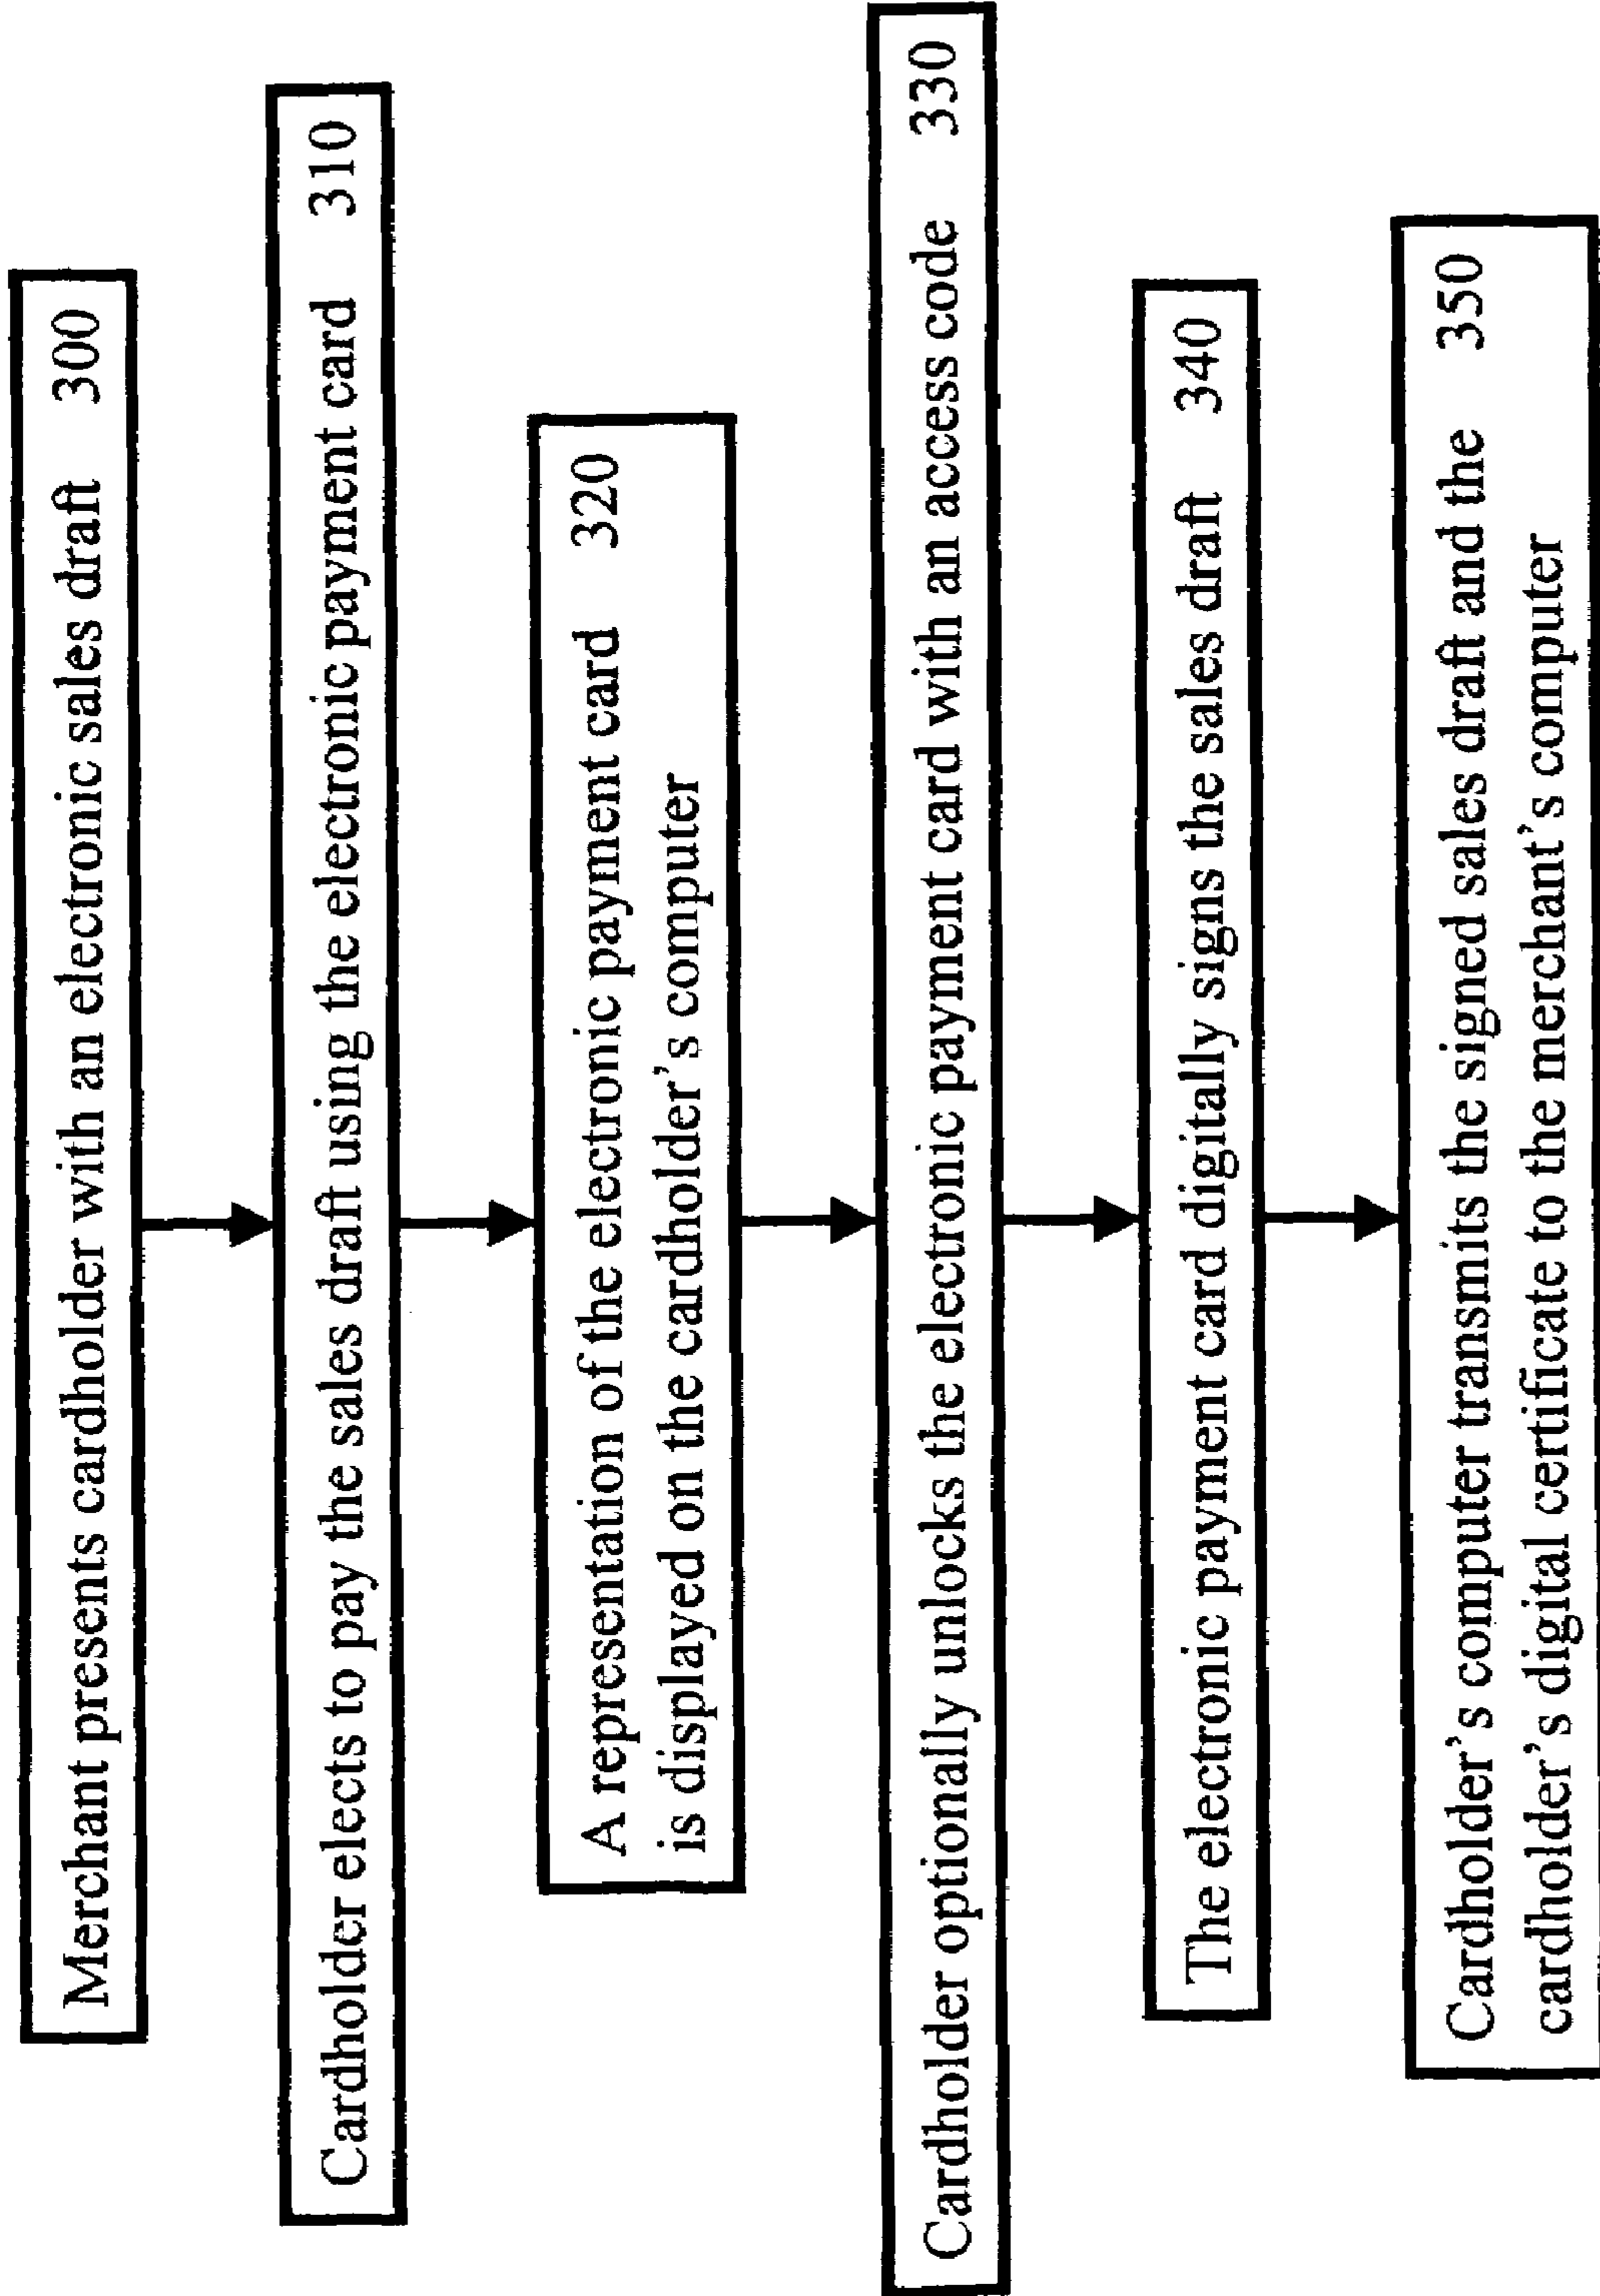 Merchant presents cardholder with an electronic sales draft 300
Cardholder elects to pay the sales draft using the electronic payment card 310
A representation of the electronic payment card 320
is displayed on the cardholder's computer
Cardholder optionally unlocks the electronic payment card with an access code 330
The electronic payment card digitally signs the sales draft 340
Cardholder's computer transmits the signed sales draft and the 350
cardholder's digital certificate to the merchant's computer